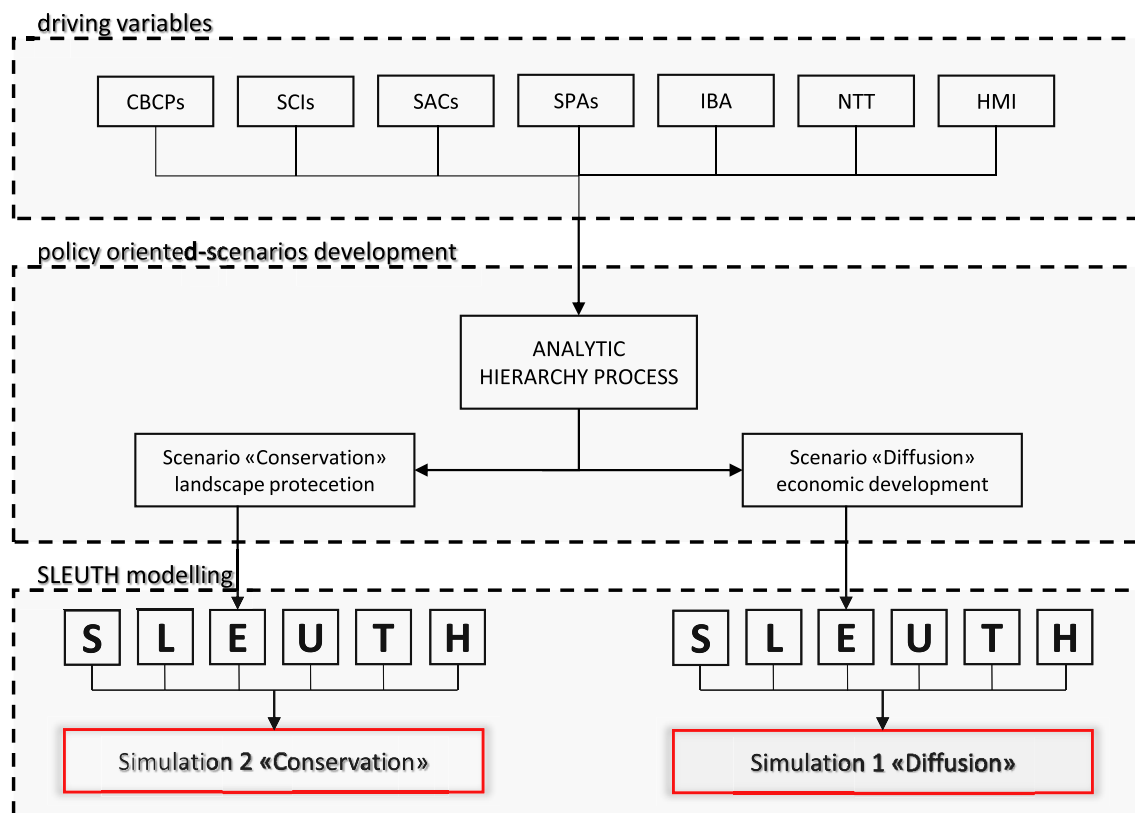 driving variables
CBCPs SCIs SACs SPAs IBA NTT HMI
policy oriented-scenarios development
ANALYTIC
HIERARCHY PROCESS
Scenario «Conservation»
landscape protecetion
Scenario «Diffusion»
economic development
SLEUTH modelling
S L E U T H S L E U T H
Simulation 2 «Conservation»
Simulation 1 «Diffusion»